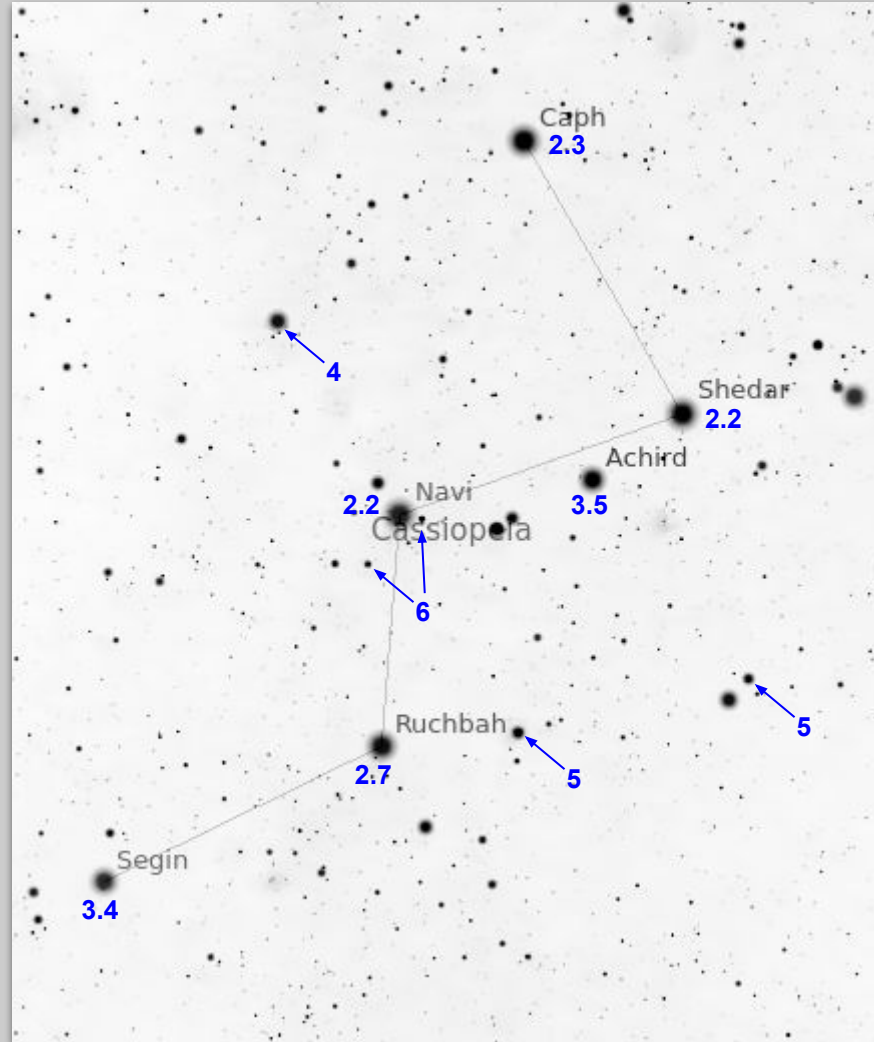 Caph
2.3
4
Shedar
2.2
Achird
3.5
Navi
2.2
Cassiopeia
6
5
Ruchbah
2.7
5
Segin
3.4